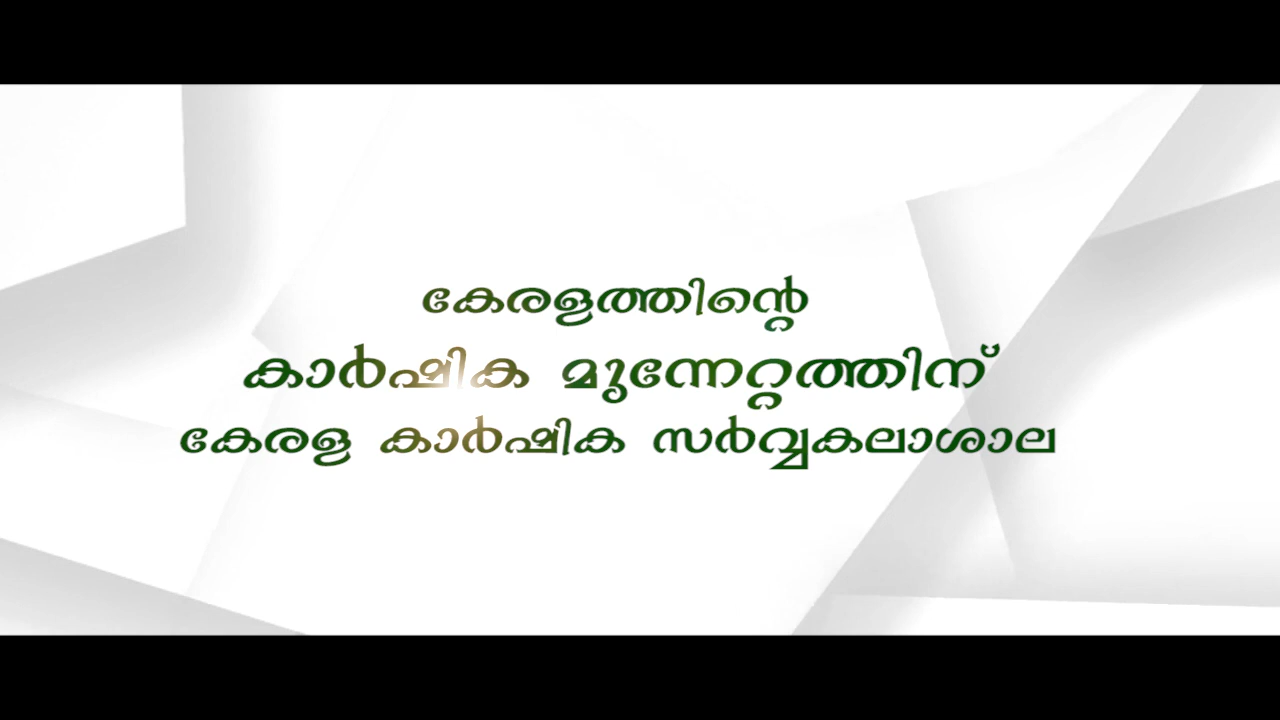 കേരളത്തിന്റെ
കാർഷിക മുന്നേറ്റത്തിന്
കേരള കാർഷിക സർവ്വകലാശാല